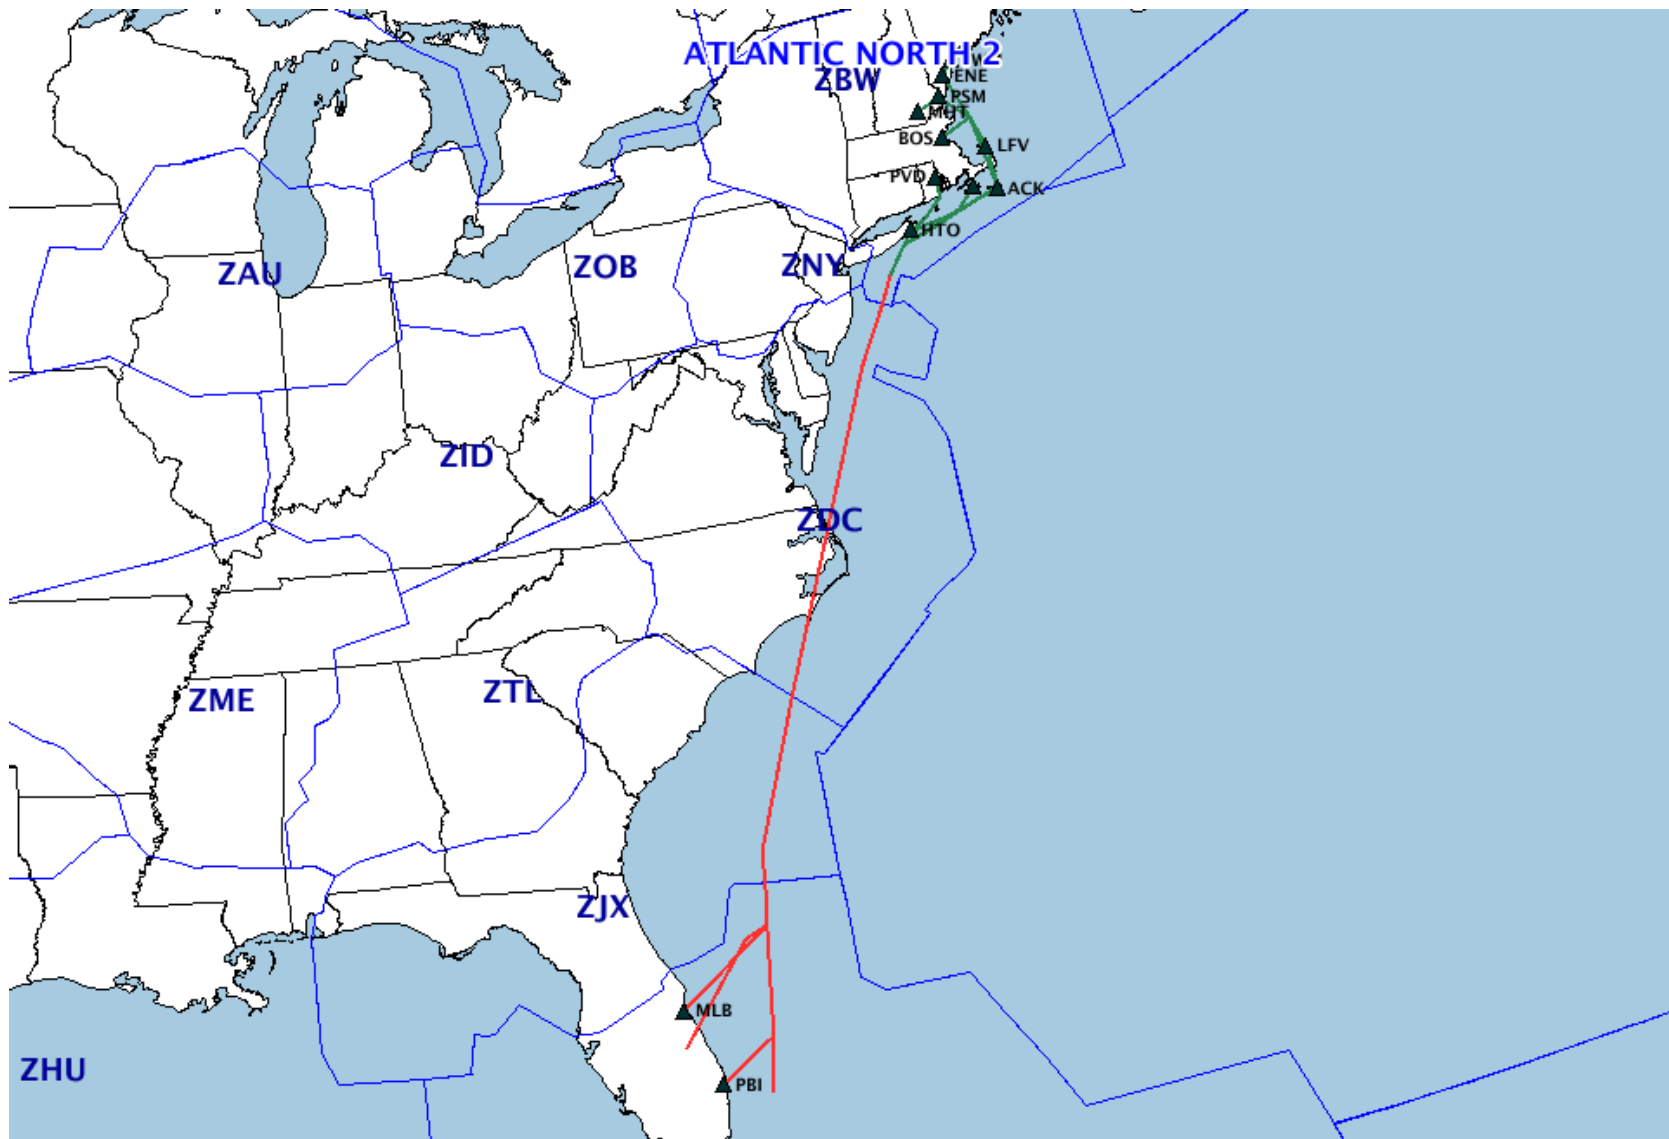 ATLANTIC NORTH 2
ZBW
ENE
PSM
MHT
BOS
LFV
PVD
ACK
HTO
ZAU
ZOB
ZNY
ZID
ZDC
ZME
ZTL
ZJX
MLB
ZHU
PBI